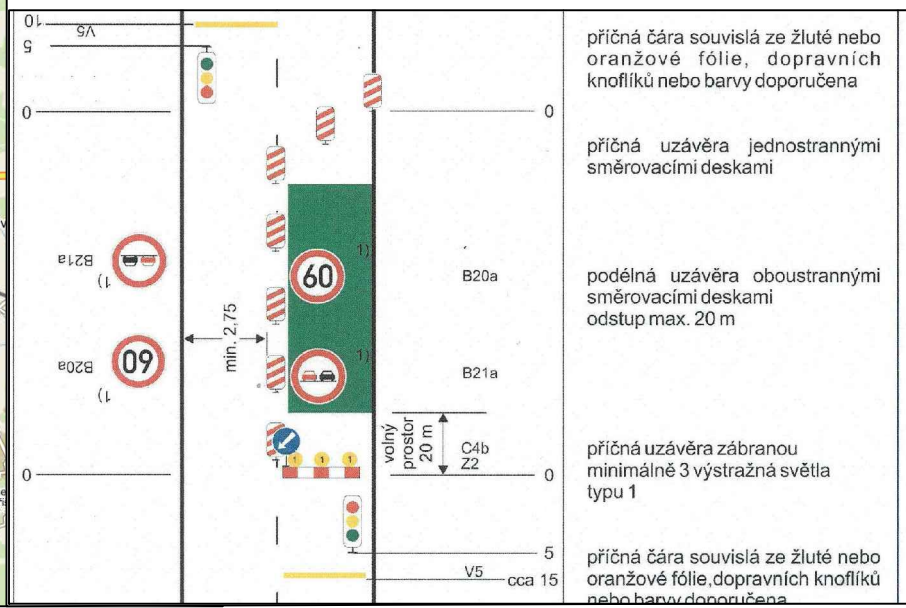 10
V5
5
0
příčná čára souvislá ze žluté nebo
oranžové fólie, dopravních
knoflíků nebo barvy doporučena
0
příčná uzávěra jednostrannými
směrovacími deskami
B21a
1)
1)
60
B20a
podélná uzávěra oboustrannými
směrovacími deskami
odstup max. 20 m
min. 2,75
B20a
60
1)
1)
B21a
volný
prostor
20 m
C4b
Z2
0
1 1 1
0
příčná uzávěra zábranou
minimálně 3 výstražná světla
typu 1
5
V5
cca 15
příčná čára souvislá ze žluté nebo
oranžové fólie,dopravních knoflíků
nebo barvy doporučena